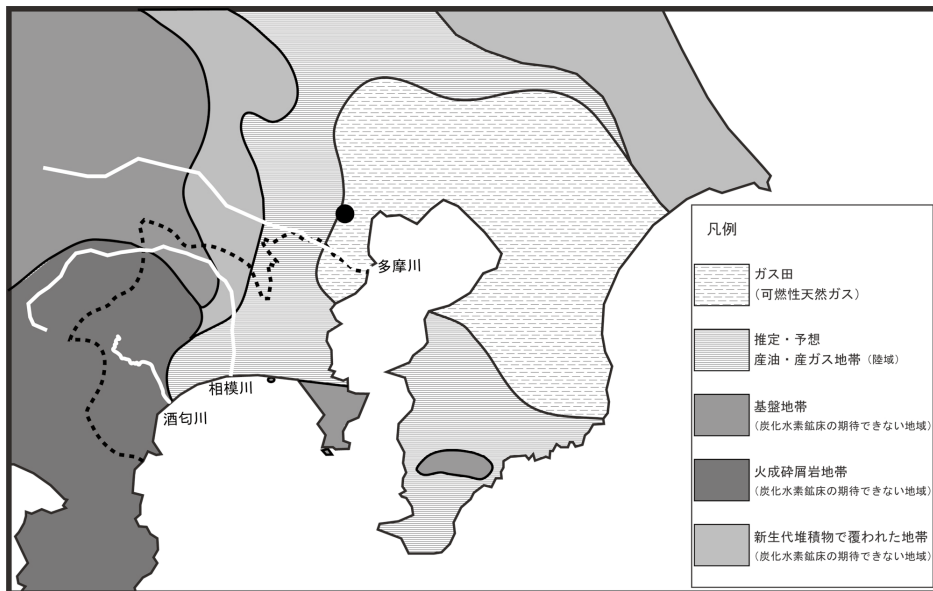 多摩川
相模川
酒匂川
凡例
ガス田
（可燃性天然ガス）
推定・予想
産油・産ガス地帯（陸域）
基盤地帯
（炭化水素鉱床の期待できない地域）
火成砕屑岩地帯
（炭化水素鉱床の期待できない地域）
新生代堆積物で覆われた地帯
（炭化水素鉱床の期待できない地域）